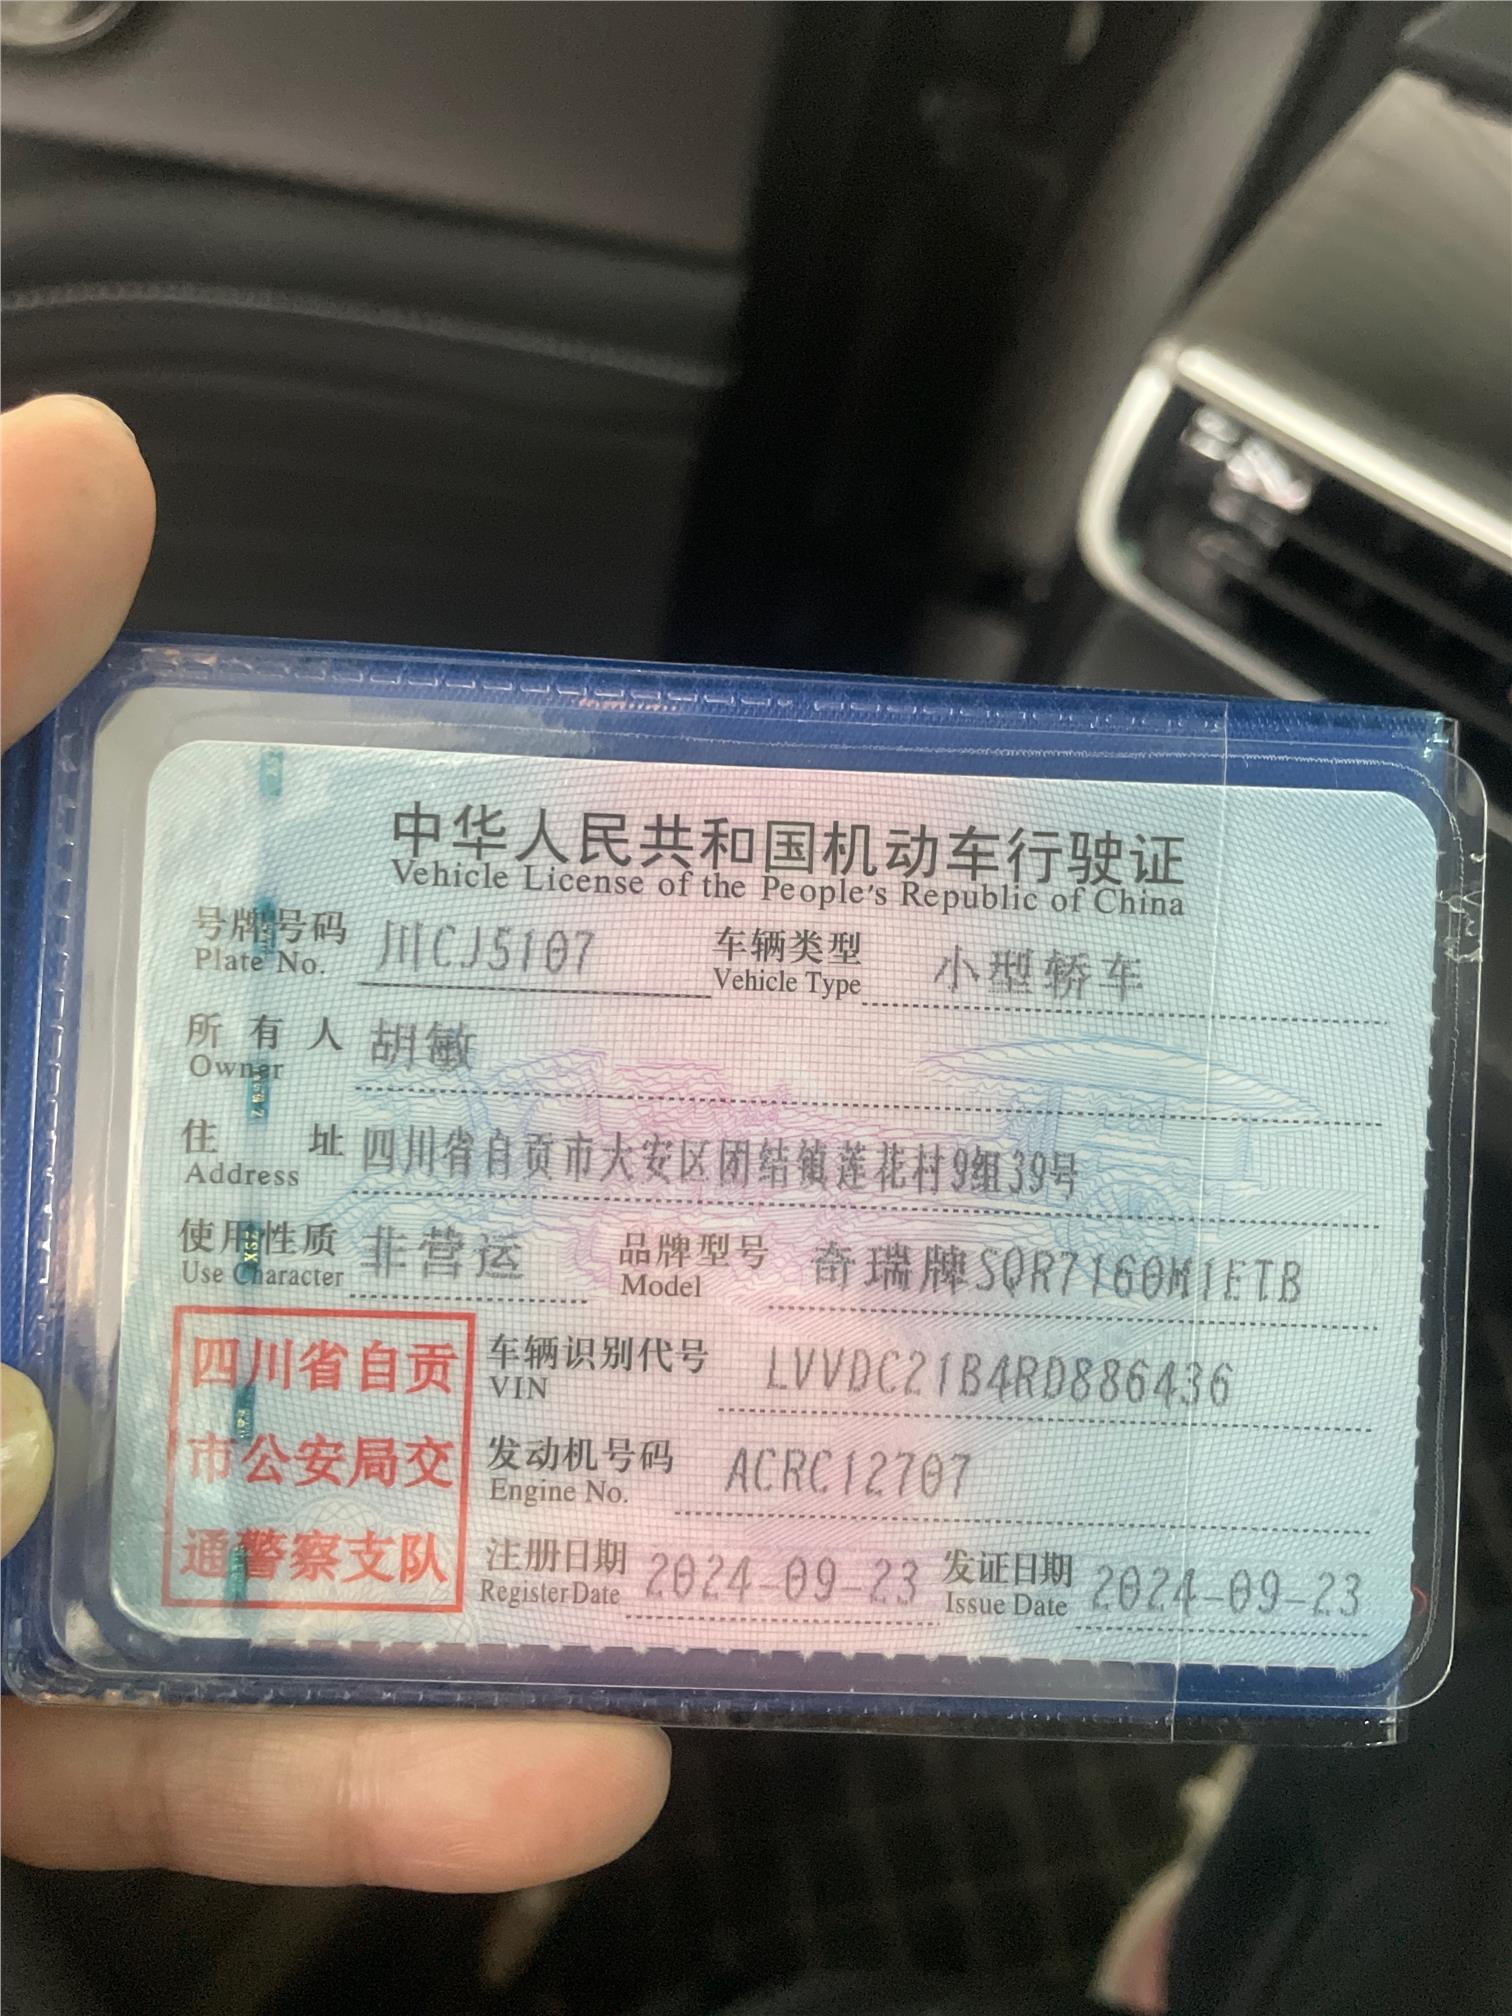 中华人民共和国机动车行驶证
Vehicle License of the People's Republic of China
号牌号码 川CJ5107 车辆类型 小型轿车
Plate No. Vehicle Type
所有人 胡敏
Owner
住址 四川省自贡市大安区团结镇莲花村9组39号
Address
使用性质 非营运 品牌型号 奇瑞牌SQR7160M1ETB
Use Character Model
四川省自贡
市公安局交
通警察支队
车辆识别代号 LVVDC21B4RD886436
VIN
发动机号码 ACRC12707
Engine No.
注册日期 2024-09-23 发证日期 2024-09-23
Register Date Issue Date